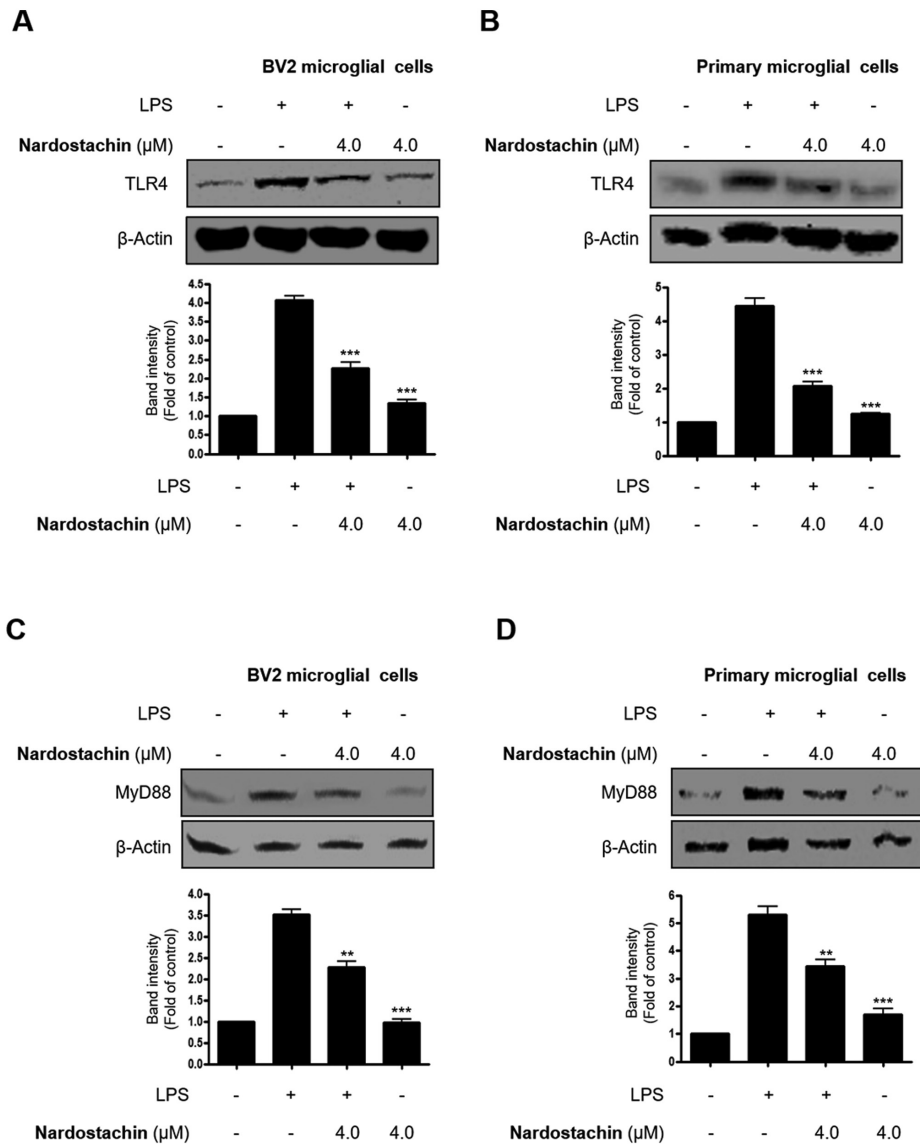 A
BV2 microglial cells
LPS - + + -
Nardostachin (µM) - - 4.0 4.0
TLR4
β-Actin
Band intensity
(Fold of control)
4.5
4.0
3.5
3.0
2.5
2.0
1.5
1.0
0.5
0.0
***
***
LPS - + + -
Nardostachin (µM) - - 4.0 4.0
B
Primary microglial cells
LPS - + + -
Nardostachin (µM) - - 4.0 4.0
TLR4
β-Actin
Band intensity
(Fold of control)
5
4
3
2
1
0
***
***
LPS - + + -
Nardostachin (µM) - - 4.0 4.0
C
BV2 microglial cells
LPS - + + -
Nardostachin (µM) - - 4.0 4.0
MyD88
β-Actin
Band intensity
(Fold of control)
4.0
3.5
3.0
2.5
2.0
1.5
1.0
0.5
0.0
**
***
LPS - + + -
Nardostachin (µM) - - 4.0 4.0
D
Primary microglial cells
LPS - + + -
Nardostachin (µM) - - 4.0 4.0
MyD88
β-Actin
Band intensity
(Fold of control)
6
5
4
3
2
1
0
**
***
LPS - + + -
Nardostachin (µM) - - 4.0 4.0